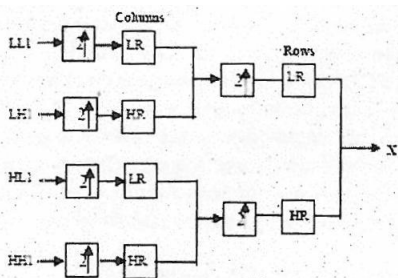 Columns
LL1 2 LR
Rows
2 LR
LH1 2 HR
X
HL1 2 LR
2 HR
HH1 2 HR